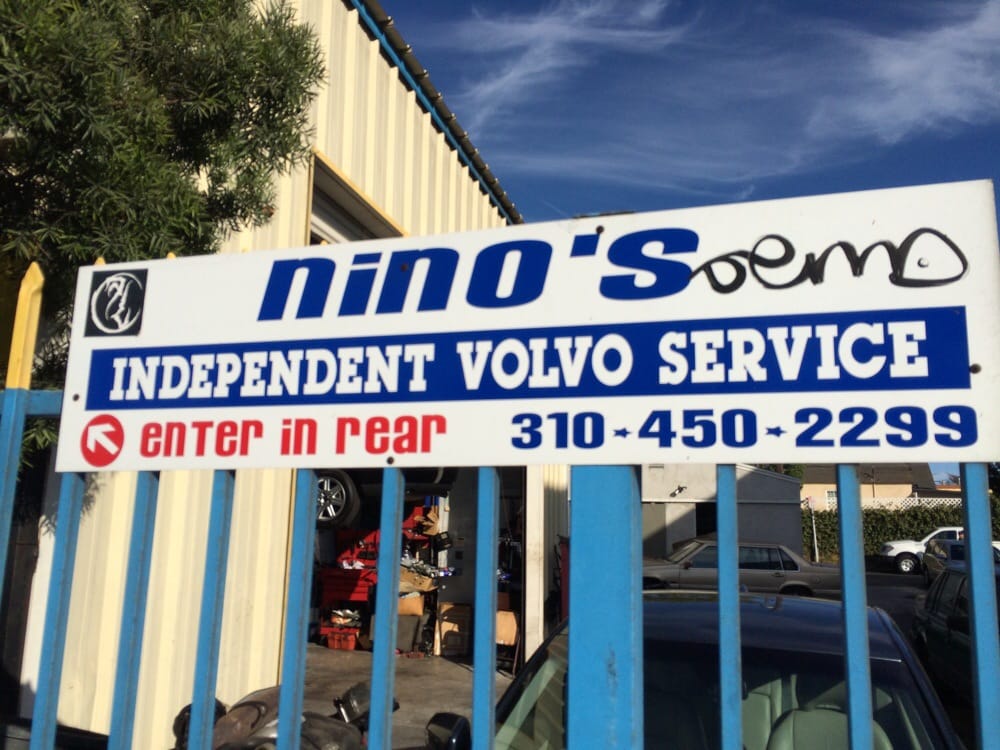 nino's
INDEPENDENT VOLVO SERVICE
enter in rear 310★450★2299